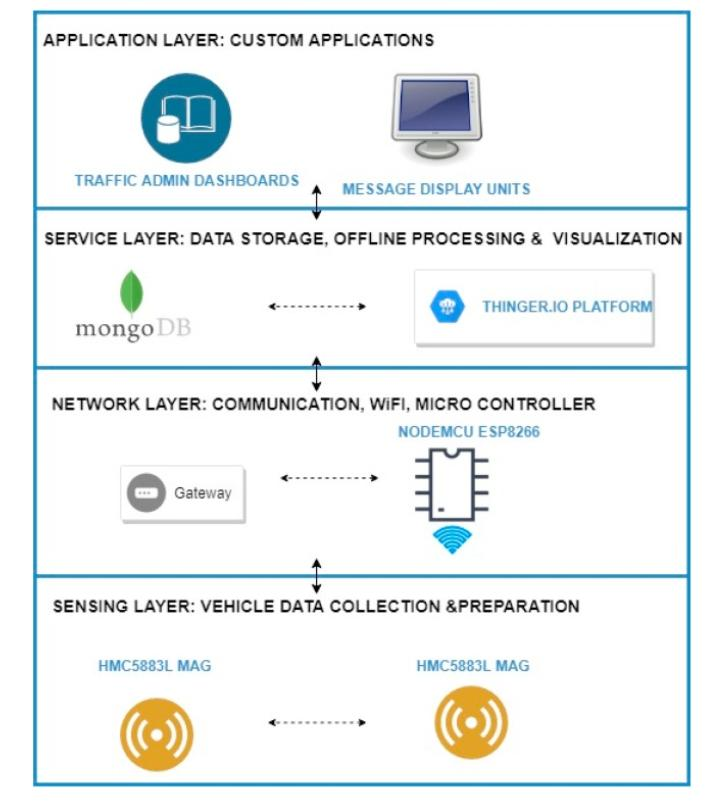 APPLICATION LAYER: CUSTOM APPLICATIONS
TRAFFIC ADMIN DASHBOARDS
MESSAGE DISPLAY UNITS
SERVICE LAYER: DATA STORAGE, OFFLINE PROCESSING & VISUALIZATION
mongoDB
THINGER.IO PLATFORM
NETWORK LAYER: COMMUNICATION, WiFI, MICRO CONTROLLER
NODEMCU ESP8266
Gateway
SENSING LAYER: VEHICLE DATA COLLECTION &PREPARATION
HMC5883L MAG
HMC5883L MAG